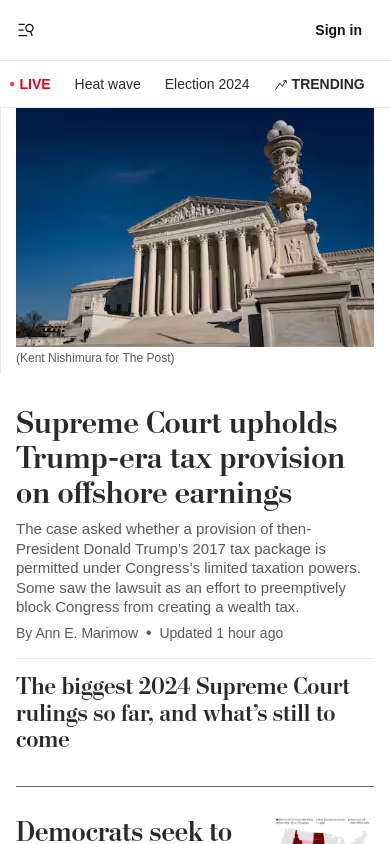 Sign in
• LIVE Heat wave Election 2024 TRENDING
(Kent Nishimura for The Post)
Supreme Court upholds
Trump-era tax provision
on offshore earnings
The case asked whether a provision of then-
President Donald Trump’s 2017 tax package is
permitted under Congress’s limited taxation powers.
Some saw the lawsuit as an effort to preemptively
block Congress from creating a wealth tax.
By Ann E. Marimow • Updated 1 hour ago
The biggest 2024 Supreme Court
rulings so far, and what’s still to
come
Democrats seek to